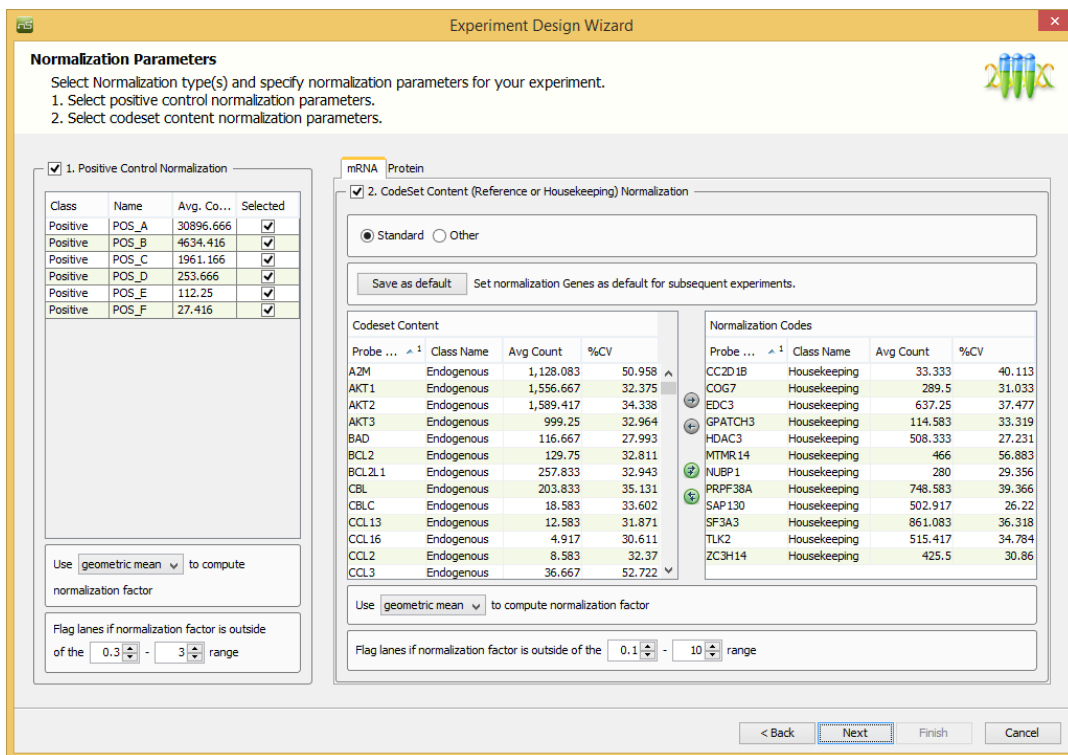 Experiment Design Wizard
Normalization Parameters
Select Normalization type(s) and specify normalization parameters for your experiment.
1. Select positive control normalization parameters.
2. Select codeset content normalization parameters.
1. Positive Control Normalization
Class Name Avg. Co... Selected
Positive POS_A 30896.666
Positive POS_B 4634.416
Positive POS_C 1961.166
Positive POS_D 253.666
Positive POS_E 112.25
Positive POS_F 27.416
Use geometric mean to compute
normalization factor
Flag lanes if normalization factor is outside
of the 0.3 - 3 range
mRNA Protein
2. CodeSet Content (Reference or Housekeeping) Normalization
Standard Other
Save as default Set normalization Genes as default for subsequent experiments.
Codeset Content
Probe ... 1 Class Name Avg Count %CV
A2M Endogenous 1,128.083 50.958
AKT1 Endogenous 1,556.667 32.375
AKT2 Endogenous 1,589.417 34.338
AKT3 Endogenous 999.25 32.964
BAD Endogenous 116.667 27.993
BCL2 Endogenous 129.75 32.811
BCL2L1 Endogenous 257.833 32.943
CBL Endogenous 203.833 35.131
CBLC Endogenous 18.583 33.602
CCL13 Endogenous 12.583 31.871
CCL16 Endogenous 4.917 30.611
CCL2 Endogenous 8.583 32.37
CCL3 Endogenous 36.667 52.722
Normalization Codes
Probe ... 1 Class Name Avg Count %CV
CC2D1B Housekeeping 33.333 40.113
COG7 Housekeeping 289.5 31.033
EDC3 Housekeeping 637.25 37.477
GPATCH3 Housekeeping 114.583 33.319
HDAC3 Housekeeping 508.333 27.231
MTMR14 Housekeeping 466 56.883
NUBP1 Housekeeping 280 29.356
PRPF38A Housekeeping 748.583 39.366
SAP130 Housekeeping 502.917 26.22
SF3A3 Housekeeping 861.083 36.318
TLK2 Housekeeping 515.417 34.784
ZC3H14 Housekeeping 425.5 30.86
Use geometric mean to compute normalization factor
Flag lanes if normalization factor is outside of the 0.1 - 10 range
< Back Next Finish Cancel